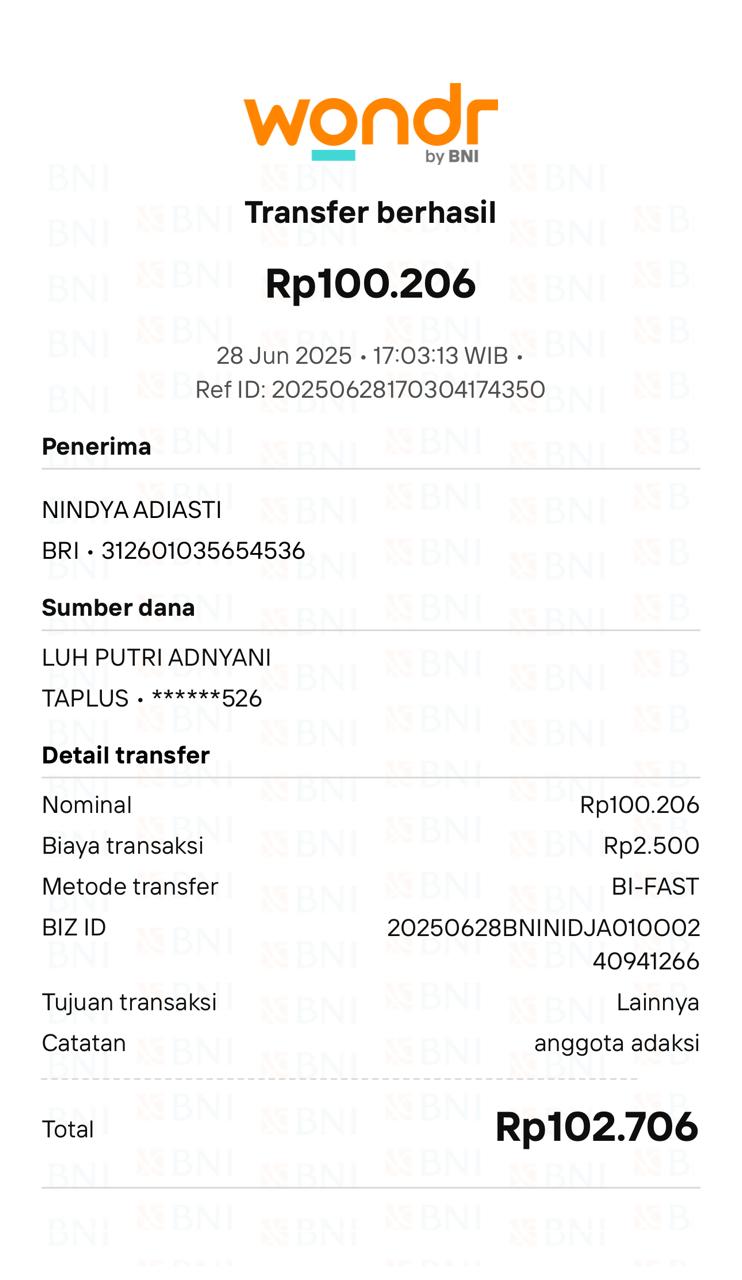 wondr
by BNI
Transfer berhasil
Rp100.206
28 Jun 2025 • 17:03:13 WIB •
Ref ID: 20250628170304174350
Penerima
NINDYA ADIASTI
BRI • 312601035654536
Sumber dana
LUH PUTRI ADNYANI
TAPLUS • ******526
Detail transfer
Nominal Rp100.206
Biaya transaksi Rp2.500
Metode transfer BI-FAST
BIZ ID 20250628BNINIDJA010O02
40941266
Tujuan transaksi Lainnya
Catatan anggota adaksi
Total Rp102.706